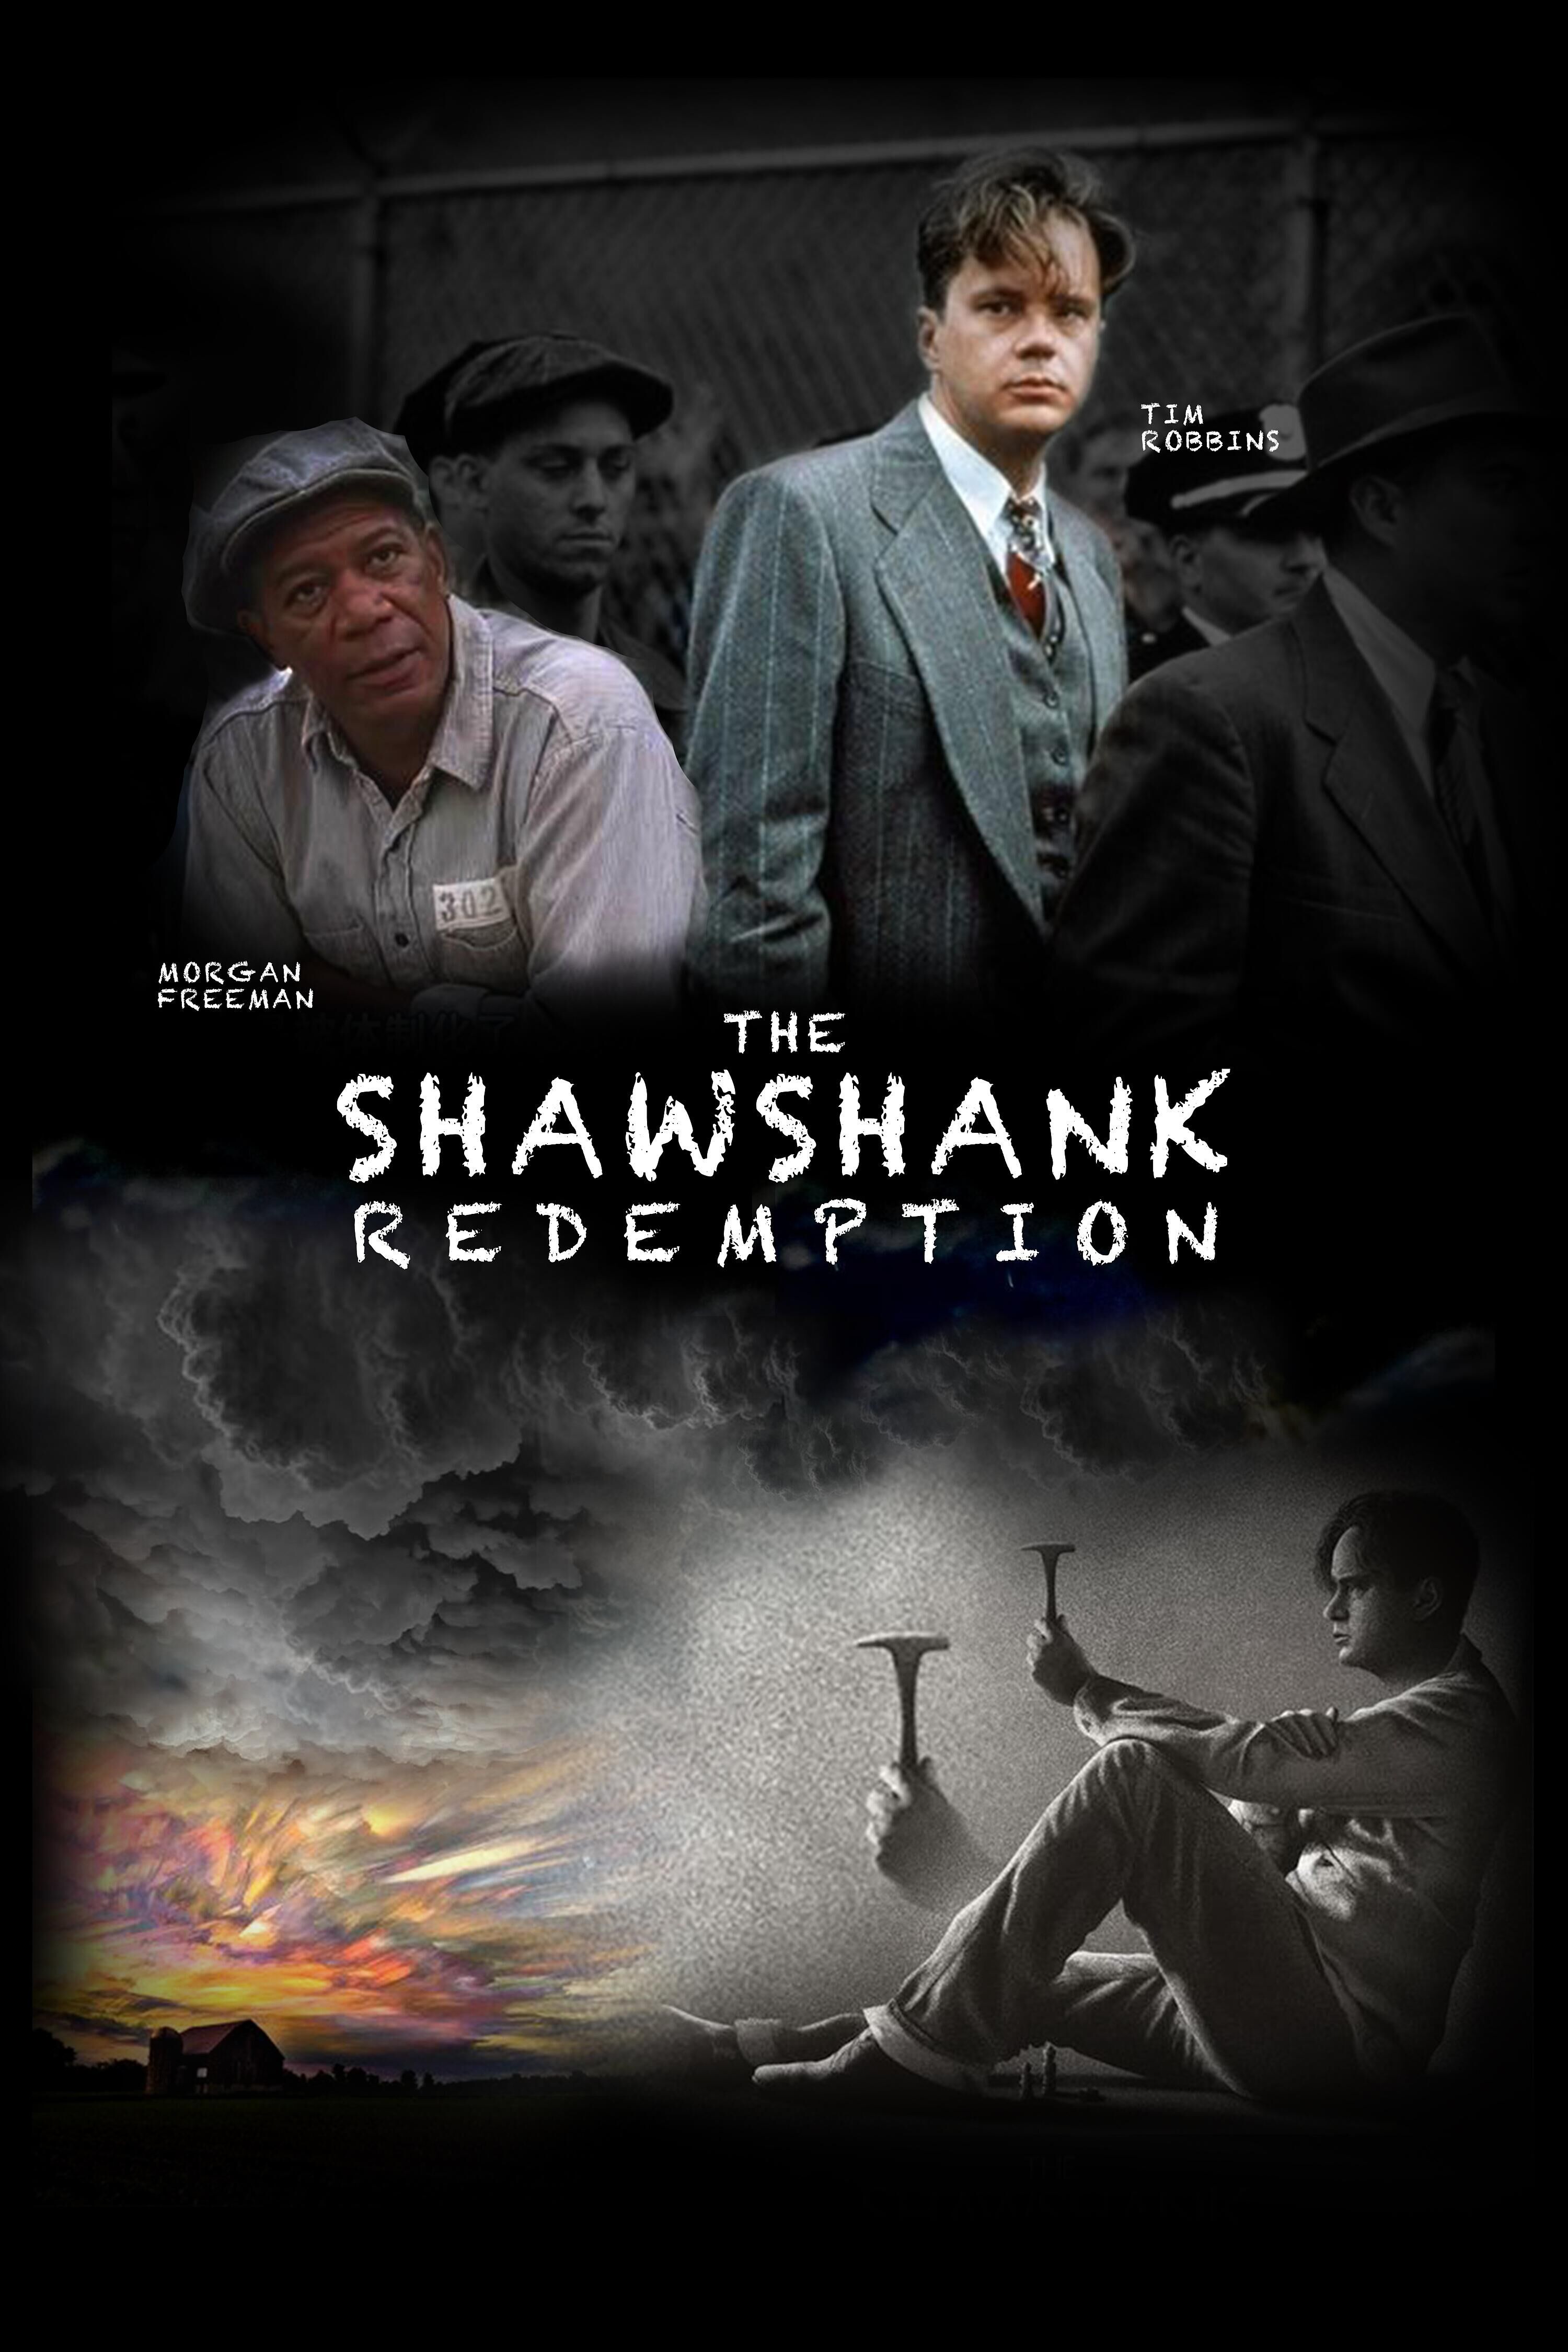 TIM
ROBBINS
302
MORGAN
FREEMAN
THE
SHAWSHANK
REDEMPTION